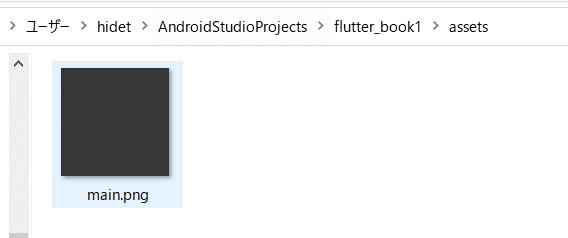 > ユーザー > hidet > AndroidStudioProjects > flutter_book1 > assets
main.png